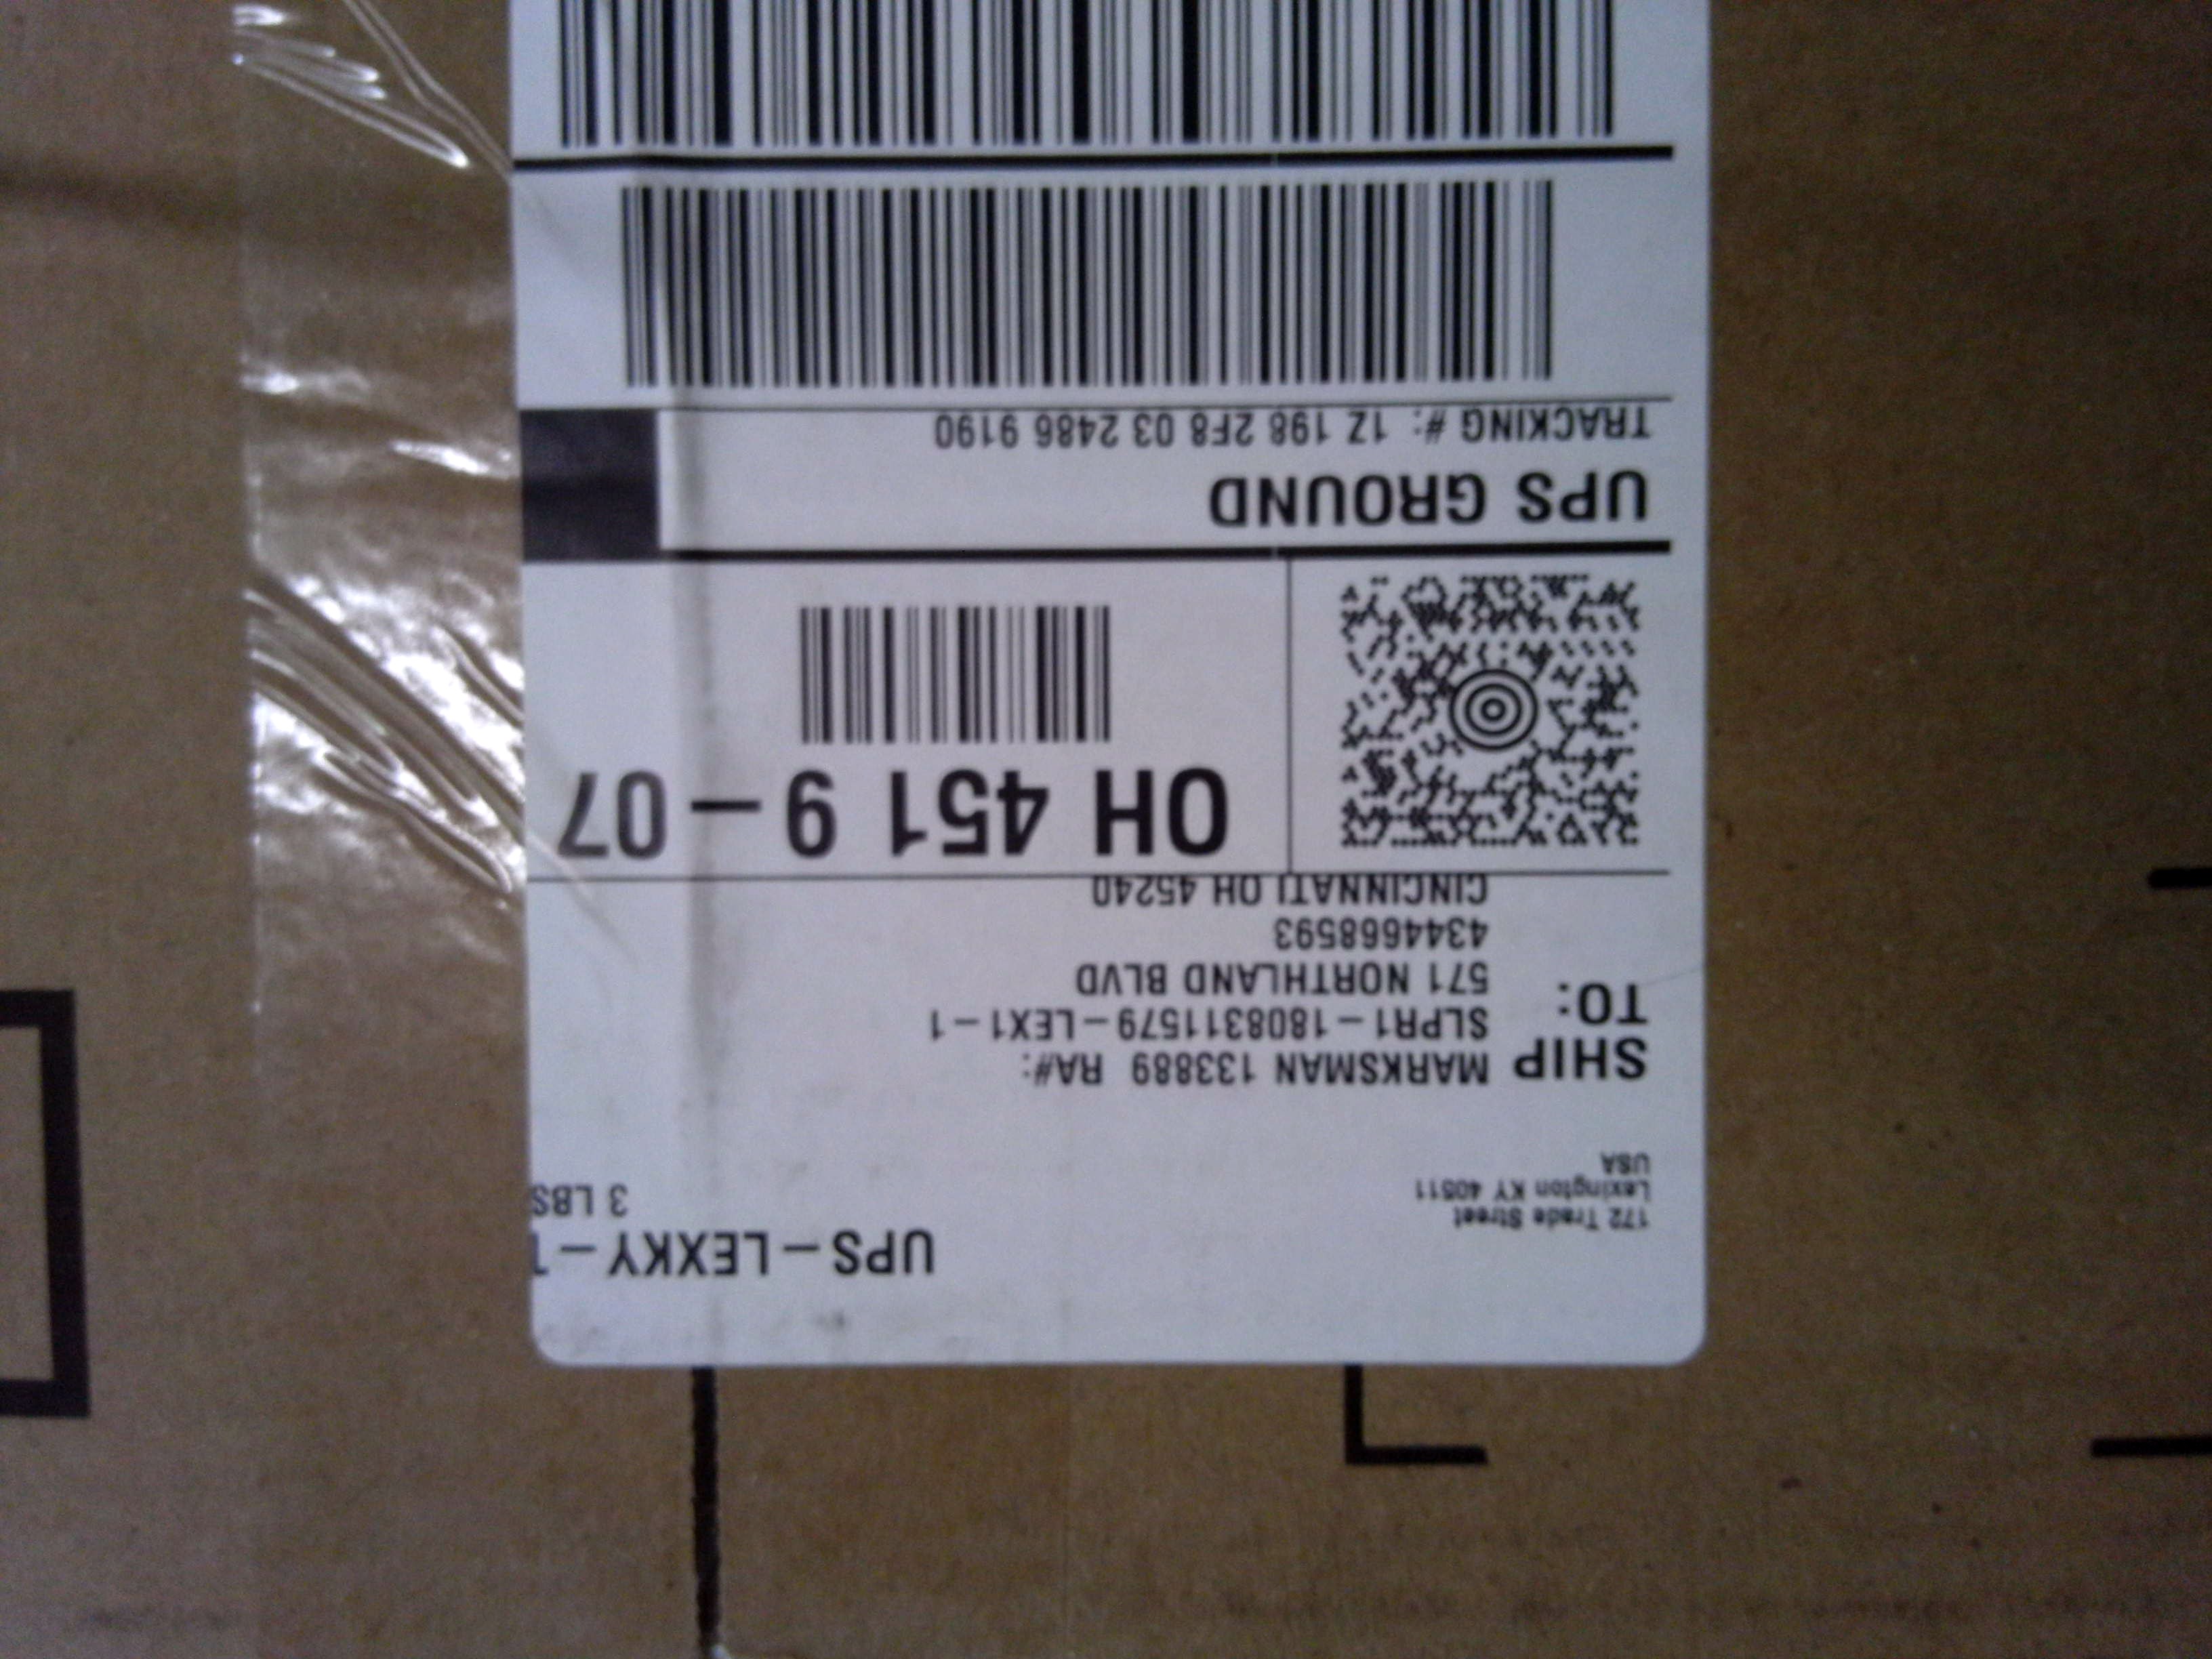 UPS-LEXKY-1
3 LBS
172 Trade Street
Lexington KY 40511
USA
SHIP TO:
MARKSMAN 133889 RA#:
SLPR1-1808311579-LEX1-1
571 NORTHLAND BLVD
4344668593
CINCINNATI OH 45240
OH 451 9-07
UPS GROUND
TRACKING #: 1Z 198 2F8 03 2486 9190